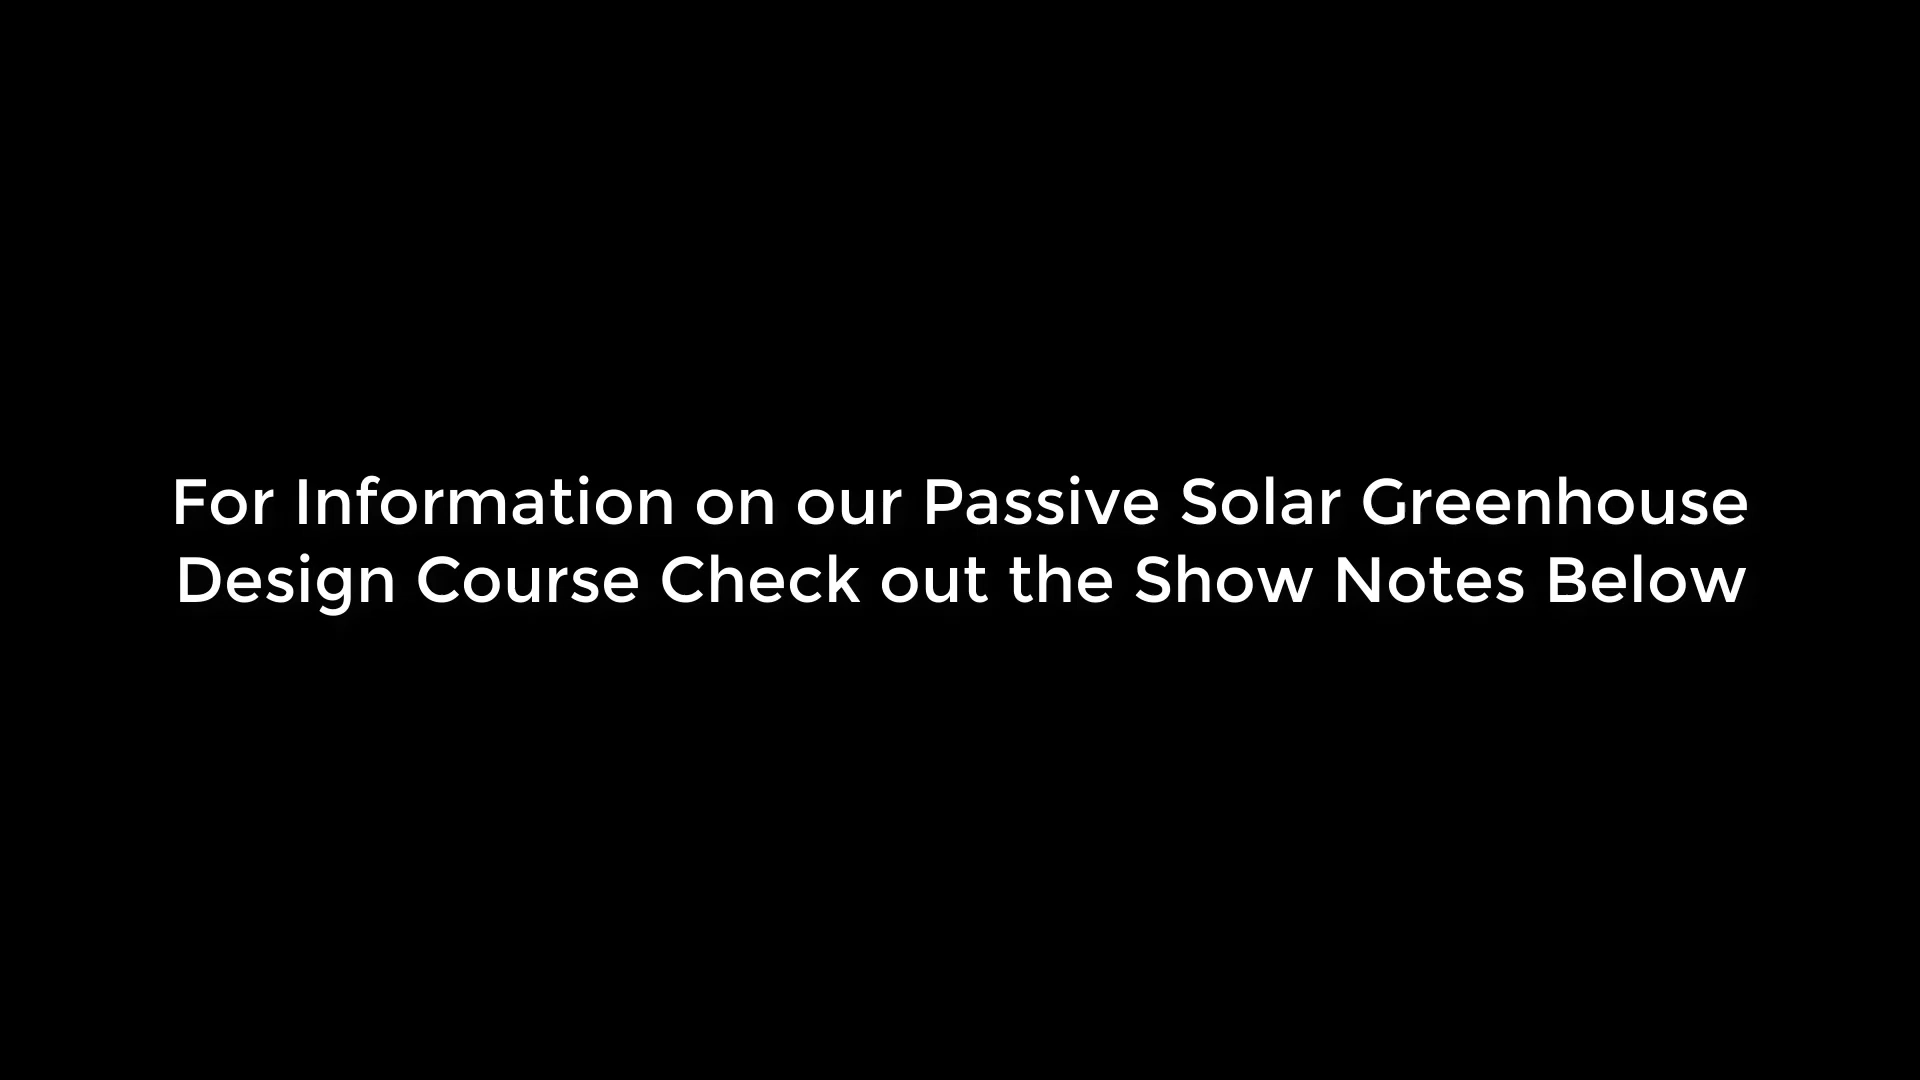 For Information on our Passive Solar Greenhouse
Design Course Check out the Show Notes Below